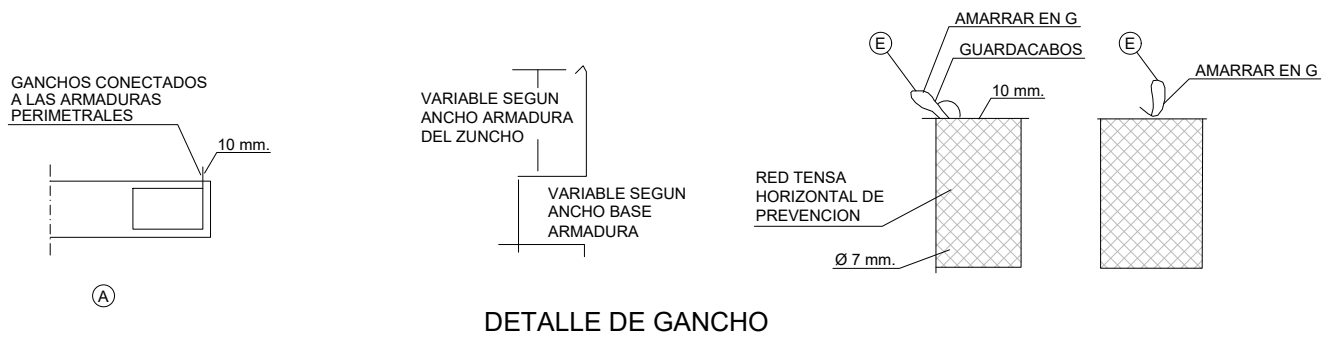 GANCHOS CONECTADOS
A LAS ARMADURAS
PERIMETRALES
10 mm.
A
VARIABLE SEGUN
ANCHO ARMADURA
DEL ZUNCHO
VARIABLE SEGUN
ANCHO BASE
ARMADURA
E
AMARRAR EN G
GUARDACABOS
10 mm.
RED TENSA
HORIZONTAL DE
PREVENCION
Ø 7 mm.
E
AMARRAR EN G
DETALLE DE GANCHO